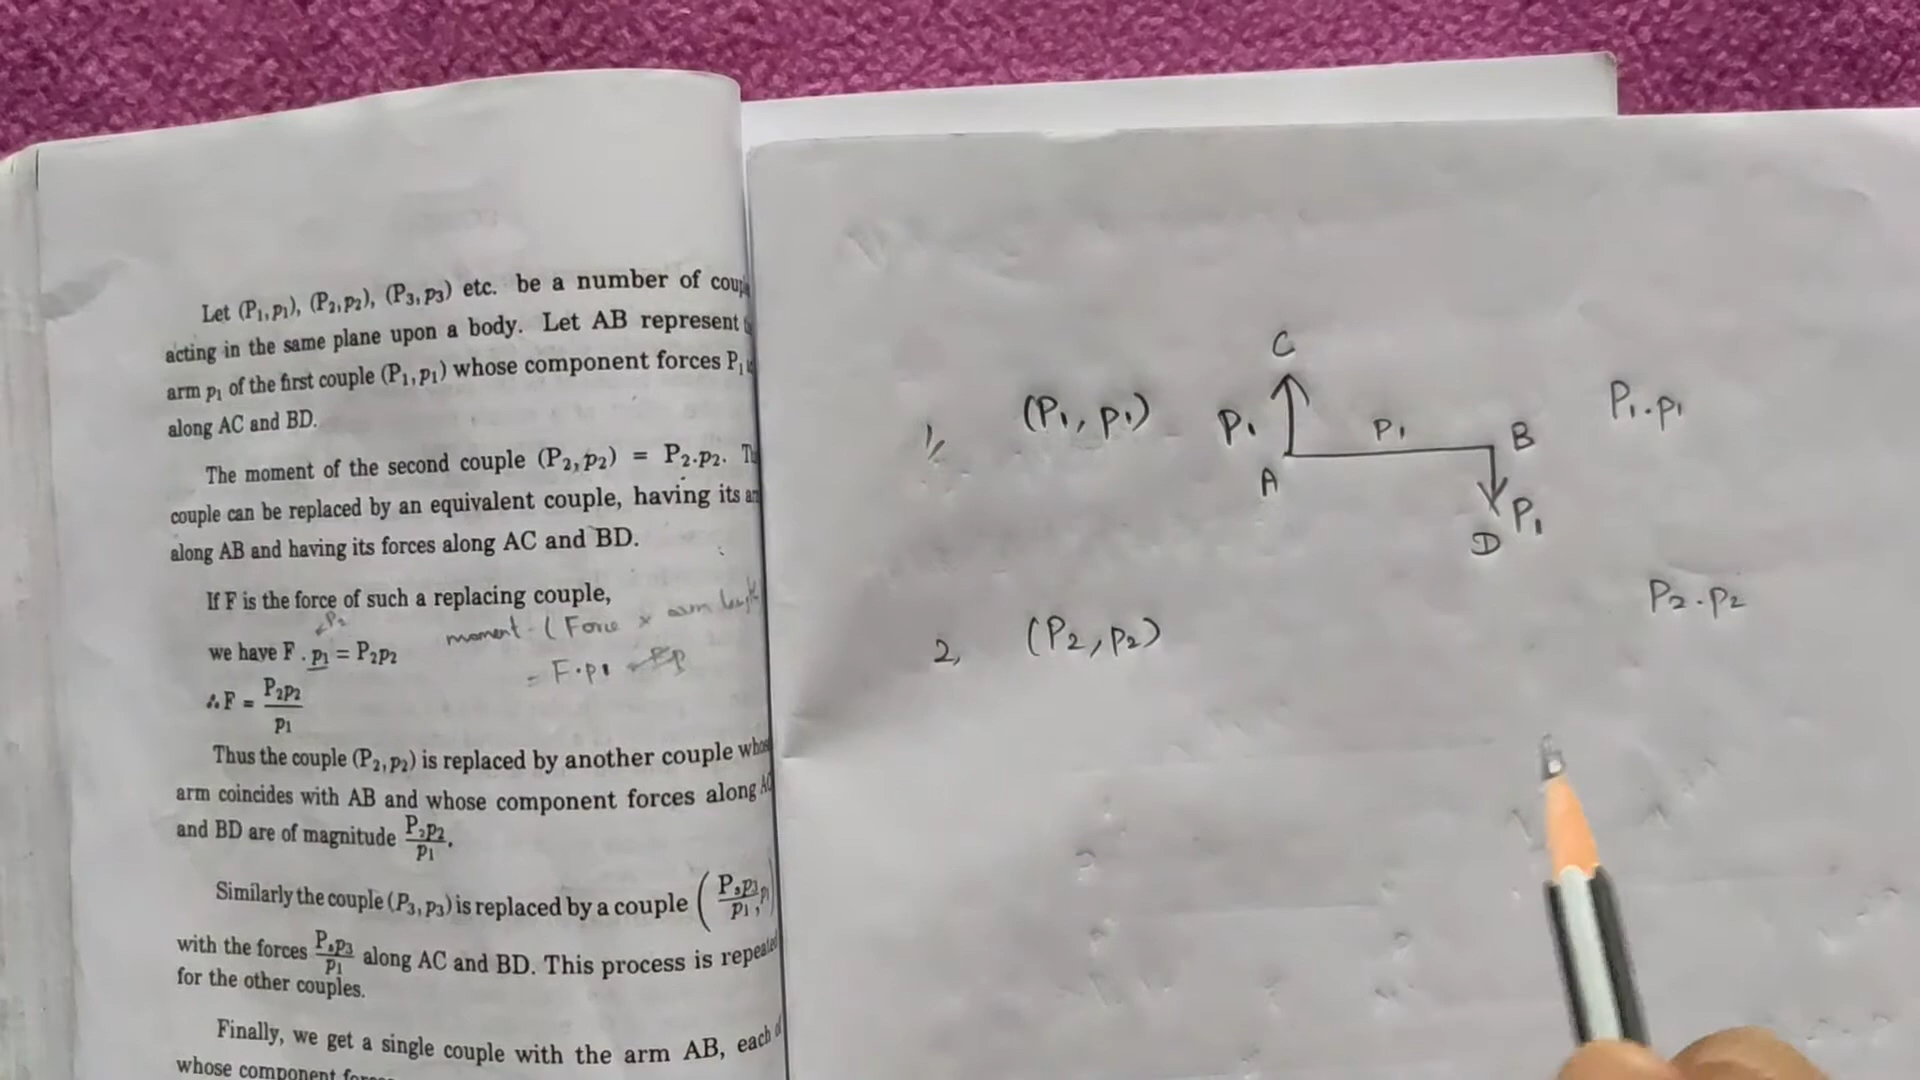 Let (P₁, p₁), (P₂, p₂), (P₃, p₃) etc. be a number of
acting in the same plane upon a body. Let AB represent
arm p₁ of the first couple (P₁, p₁) whose component forces P₁
along AC and BD.
The moment of the second couple (P₂, p₂) = P₂.p₂.
couple can be replaced by an equivalent couple, having its
along AB and having its forces along AC and BD.
If F is the force of such a replacing couple,
P₂
moment - ( Force × arm length
we have F . p₁ = P₂p₂
= F.p₁
∴ F = P₂p₂ / p₁
Thus the couple (P₂, p₂) is replaced by another couple
arm coincides with AB and whose component forces along
and BD are of magnitude P₂p₂ / p₁.
Similarly the couple (P₃, p₃) is replaced by a couple ( P₃p₃ / p₁, p₁ )
with the forces P₃p₃ / p₁ along AC and BD. This process is
for the other couples.
Finally, we get a single couple with the arm AB, each
whose component
C
1, (P₁, p₁) P₁ p₁ B P₁.p₁
A
P₁
D
P₂.p₂
2, (P₂, p₂)